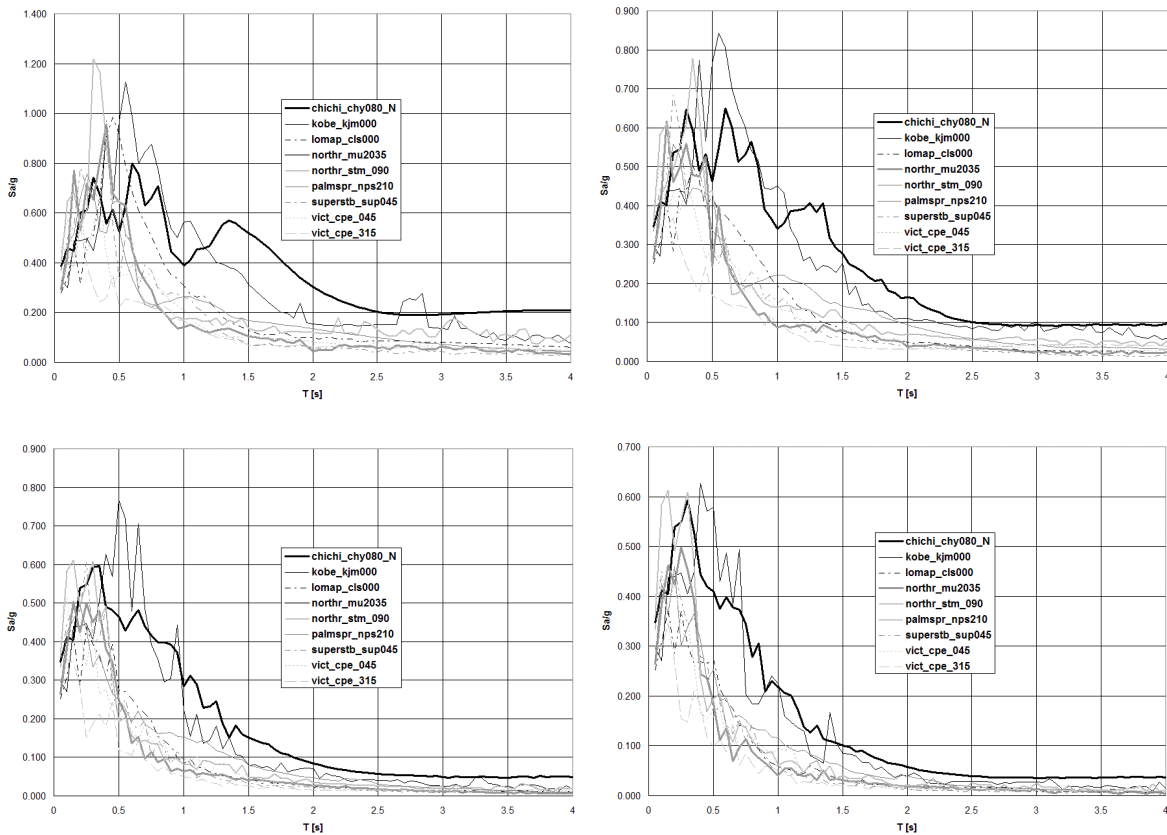 1.400
1.200
1.000
0.800
0.600
0.400
0.200
0.000
Sa/g
0
0.5
1
1.5
2
2.5
3
3.5
4
T [s]
chichi_chy080_N
kobe_kjm000
lomap_cls000
northr_mu2035
northr_stm_090
palmspr_nps210
superstb_sup045
vict_cpe_045
vict_cpe_315
0.900
0.800
0.700
0.600
0.500
0.400
0.300
0.200
0.100
0.000
Sa/g
0
0.5
1
1.5
2
2.5
3
3.5
4
T [s]
chichi_chy080_N
kobe_kjm000
lomap_cls000
northr_mu2035
northr_stm_090
palmspr_nps210
superstb_sup045
vict_cpe_045
vict_cpe_315
0.900
0.800
0.700
0.600
0.500
0.400
0.300
0.200
0.100
0.000
Sa/g
0
0.5
1
1.5
2
2.5
3
3.5
4
T [s]
chichi_chy080_N
kobe_kjm000
lomap_cls000
northr_mu2035
northr_stm_090
palmspr_nps210
superstb_sup045
vict_cpe_045
vict_cpe_315
0.700
0.600
0.500
0.400
0.300
0.200
0.100
0.000
Sa/g
0
0.5
1
1.5
2
2.5
3
3.5
4
T [s]
chichi_chy080_N
kobe_kjm000
lomap_cls000
northr_mu2035
northr_stm_090
palmspr_nps210
superstb_sup045
vict_cpe_045
vict_cpe_315